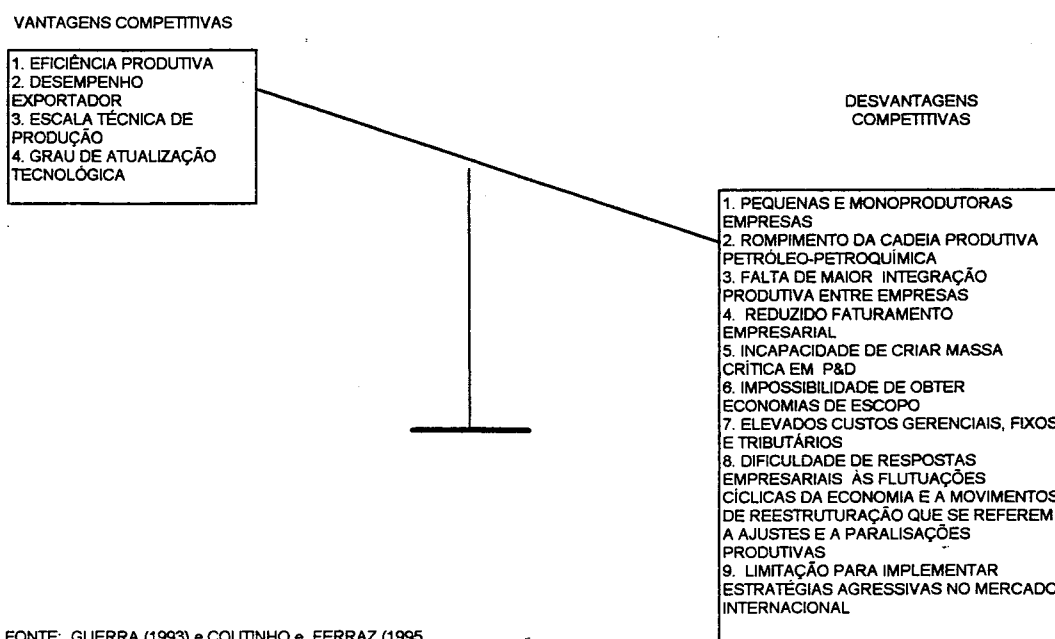 VANTAGENS COMPETITIVAS
1. EFICIÊNCIA PRODUTIVA
2. DESEMPENHO
EXPORTADOR
3. ESCALA TÉCNICA DE
PRODUÇÃO
4. GRAU DE ATUALIZAÇÃO
TECNOLÓGICA
DESVANTAGENS
COMPETITIVAS
1. PEQUENAS E MONOPRODUTORAS
EMPRESAS
2. ROMPIMENTO DA CADEIA PRODUTIVA
PETRÓLEO-PETROQUÍMICA
3. FALTA DE MAIOR INTEGRAÇÃO
PRODUTIVA ENTRE EMPRESAS
4. REDUZIDO FATURAMENTO
EMPRESARIAL
5. INCAPACIDADE DE CRIAR MASSA
CRÍTICA EM P&D
6. IMPOSSIBILIDADE DE OBTER
ECONOMIAS DE ESCOPO
7. ELEVADOS CUSTOS GERENCIAIS, FIXOS
E TRIBUTÁRIOS
8. DIFICULDADE DE RESPOSTAS
EMPRESARIAIS ÀS FLUTUAÇÕES
CÍCLICAS DA ECONOMIA E A MOVIMENTOS
DE REESTRUTURAÇÃO QUE SE REFEREM
A AJUSTES E A PARALISAÇÕES
PRODUTIVAS
9. LIMITAÇÃO PARA IMPLEMENTAR
ESTRATÉGIAS AGRESSIVAS NO MERCADO
INTERNACIONAL
FONTE: GUERRA (1993) e COUTINHO e FERRAZ (1995